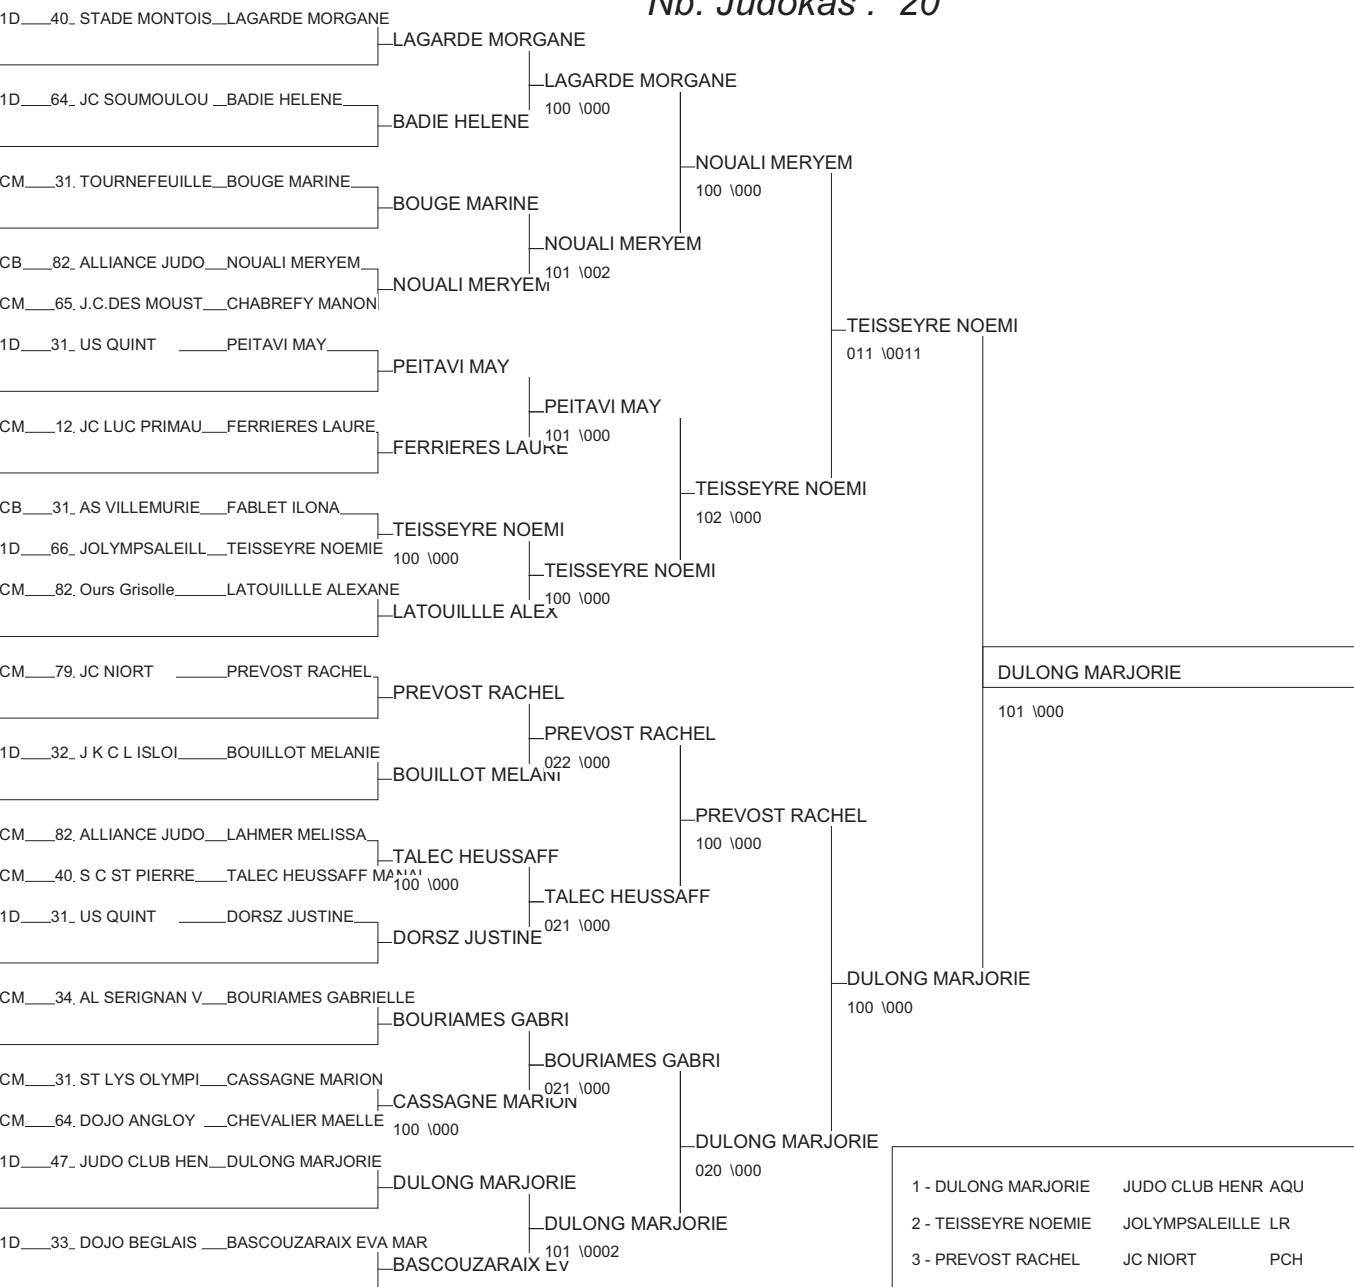 Nb. Judokas : 20
1D 40 STADE MONTOIS LAGARDE MORGANE
LAGARDE MORGANE
LAGARDE MORGANE
1D 64 JC SOUMOULOU BADIE HELENE
100 \000
BADIE HELENE
NOUALI MERYEM
CM 31 TOURNEFEUILLE BOUGE MARINE
100 \000
BOUGE MARINE
NOUALI MERYEM
CB 82 ALLIANCE JUDO NOUALI MERYEM
101 \002
NOUALI MERYEM
CM 65 J.C.DES MOUST CHABREFY MANON
TEISSEYRE NOEMI
1D 31 US QUINT PEITAVI MAY
011 \0011
PEITAVI MAY
PEITAVI MAY
CM 12 JC LUC PRIMAU FERRIERES LAURE
101 \000
FERRIERES LAURE
TEISSEYRE NOEMI
CB 31 AS VILLEMURIE FABLET ILONA
102 \000
TEISSEYRE NOEMI
1D 66 JOLYMPSALEILL TEISSEYRE NOEMIE
100 \000
TEISSEYRE NOEMI
CM 82 Ours Grisolle LATOUILLLE ALEXANE
100 \000
LATOUILLLE ALEX
CM 79 JC NIORT PREVOST RACHEL
DULONG MARJORIE
PREVOST RACHEL
101 \000
PREVOST RACHEL
1D 32 J K C L ISLOI BOUILLOT MELANIE
022 \000
BOUILLOT MELANI
PREVOST RACHEL
CM 82 ALLIANCE JUDO LAHMER MELISSA
100 \000
TALEC HEUSSAFF
CM 40 S C ST PIERRE TALEC HEUSSAFF MANAL
100 \000
TALEC HEUSSAFF
1D 31 US QUINT DORSZ JUSTINE
021 \000
DORSZ JUSTINE
DULONG MARJORIE
CM 34 AL SERIGNAN V BOURIAMES GABRIELLE
100 \000
BOURIAMES GABRI
BOURIAMES GABRI
CM 31 ST LYS OLYMPI CASSAGNE MARION
021 \000
CASSAGNE MARION
CM 64 DOJO ANGLOY CHEVALIER MAELLE
100 \000
DULONG MARJORIE
1D 47 JUDO CLUB HEN DULONG MARJORIE
020 \000
DULONG MARJORIE
1 - DULONG MARJORIE JUDO CLUB HENR AQU
DULONG MARJORIE
2 - TEISSEYRE NOEMIE JOLYMPSALEILLE LR
1D 33 DOJO BEGLAIS BASCOUZARAIX EVA MAR
101 \0002
BASCOUZARAIX EV
3 - PREVOST RACHEL JC NIORT PCH